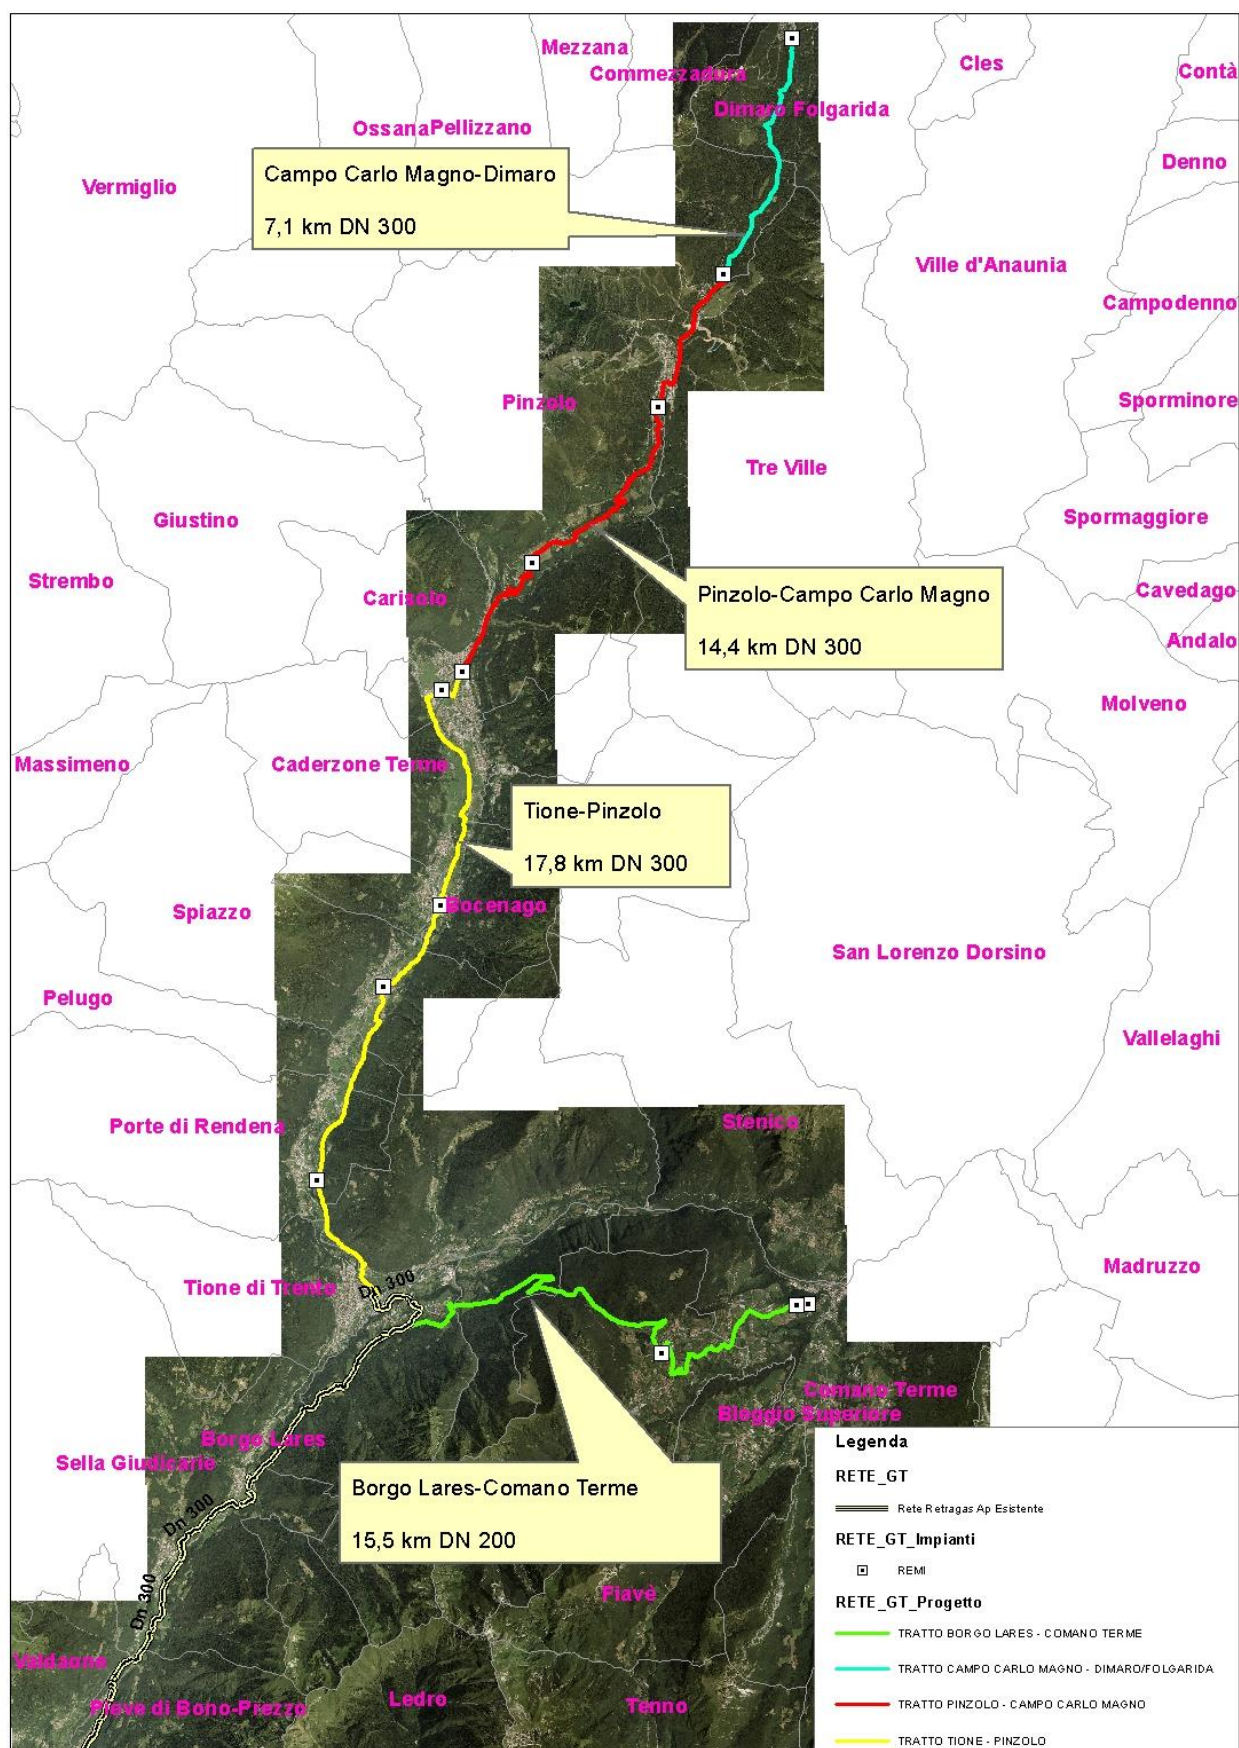 Mezzana
Cles
Commezzadura
Contà
Dimaro Folgarida
Ossana Pellizzano
Denno
Campo Carlo Magno-Dimaro
7,1 km DN 300
Vermiglio
Ville d'Anaunia
Campodenno
Pinzolo
Sporminore
Tre Ville
Giustino
Spormaggiore
Strembo
Carisolo
Pinzolo-Campo Carlo Magno
14,4 km DN 300
Cavedago
Andalo
Molveno
Massimeno
Caderzone Terme
Tione-Pinzolo
17,8 km DN 300
Spiazzo
Bocenago
San Lorenzo Dorsino
Pelugo
Vallelaghi
Porte di Rendena
Stenico
Madruzzo
Tione di Trento
Dn 300
Comano Terme
Bleggio Superiore
Borgo Lares
Sella Giudicarie
Dn 300
Borgo Lares-Comano Terme
15,5 km DN 200
Dn 300
Fiavè
Valdaone
Pieve di Bono-Prezzo
Ledro
Tenno
Legenda
RETE_GT
Rete Retragas Ap Esistente
RETE_GT_Impianti
REMI
RETE_GT_Progetto
TRATTO BORGO LARES - COMANO TERME
TRATTO CAMPO CARLO MAGNO - DIMARO/FOLGARIDA
TRATTO PINZOLO - CAMPO CARLO MAGNO
TRATTO TIONE - PINZOLO